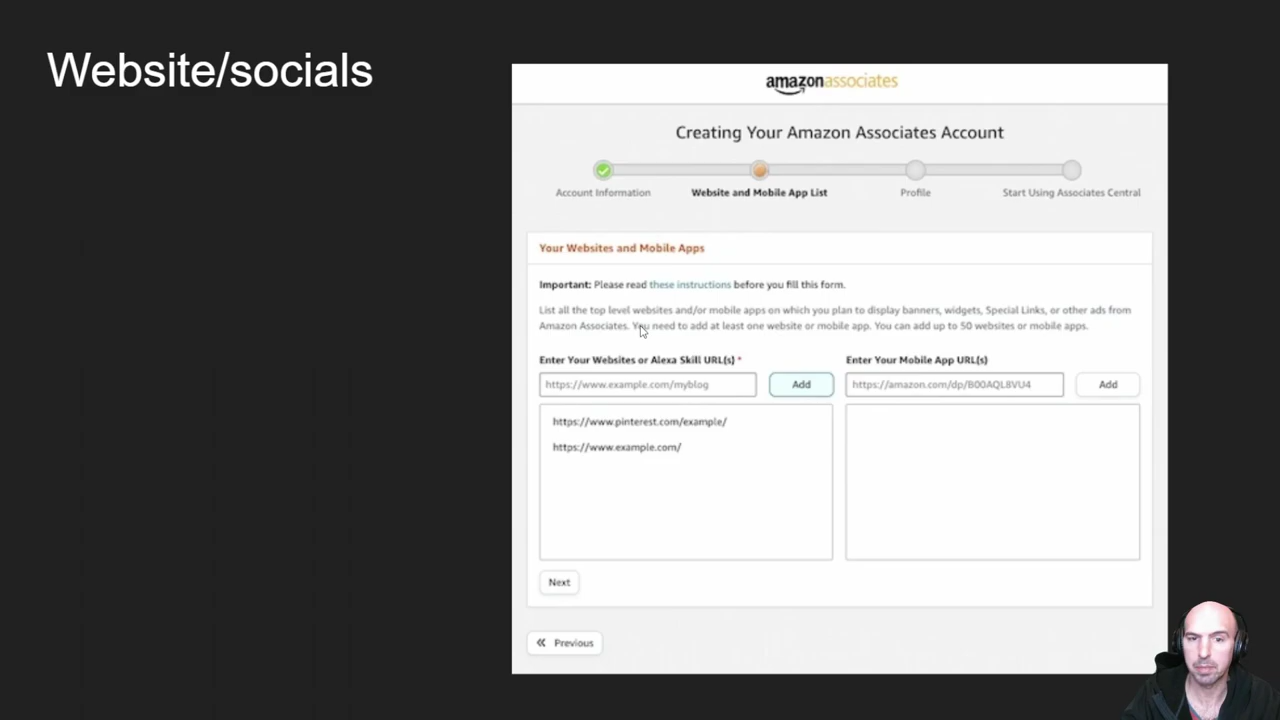 Website/socials
amazonassociates
Creating Your Amazon Associates Account
Account Information
Website and Mobile App List
Profile
Start Using Associates Central
Your Websites and Mobile Apps
Important: Please read these instructions before you fill this form.
List all the top level websites and/or mobile apps on which you plan to display banners, widgets, Special Links, or other ads from
Amazon Associates. You need to add at least one website or mobile app. You can add up to 50 websites or mobile apps.
Enter Your Websites or Alexa Skill URL(s) *
https://www.example.com/myblog
Add
https://www.pinterest.com/example/
https://www.example.com/
Enter Your Mobile App URL(s)
https://amazon.com/dp/B00AQL8VU4
Add
Next
« Previous